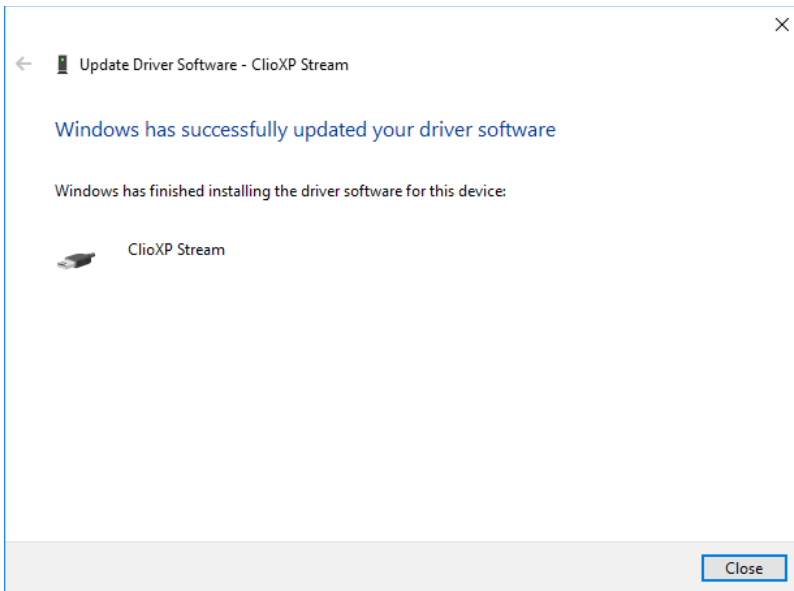 Update Driver Software - ClioXP Stream
Windows has successfully updated your driver software
Windows has finished installing the driver software for this device:
ClioXP Stream
Close